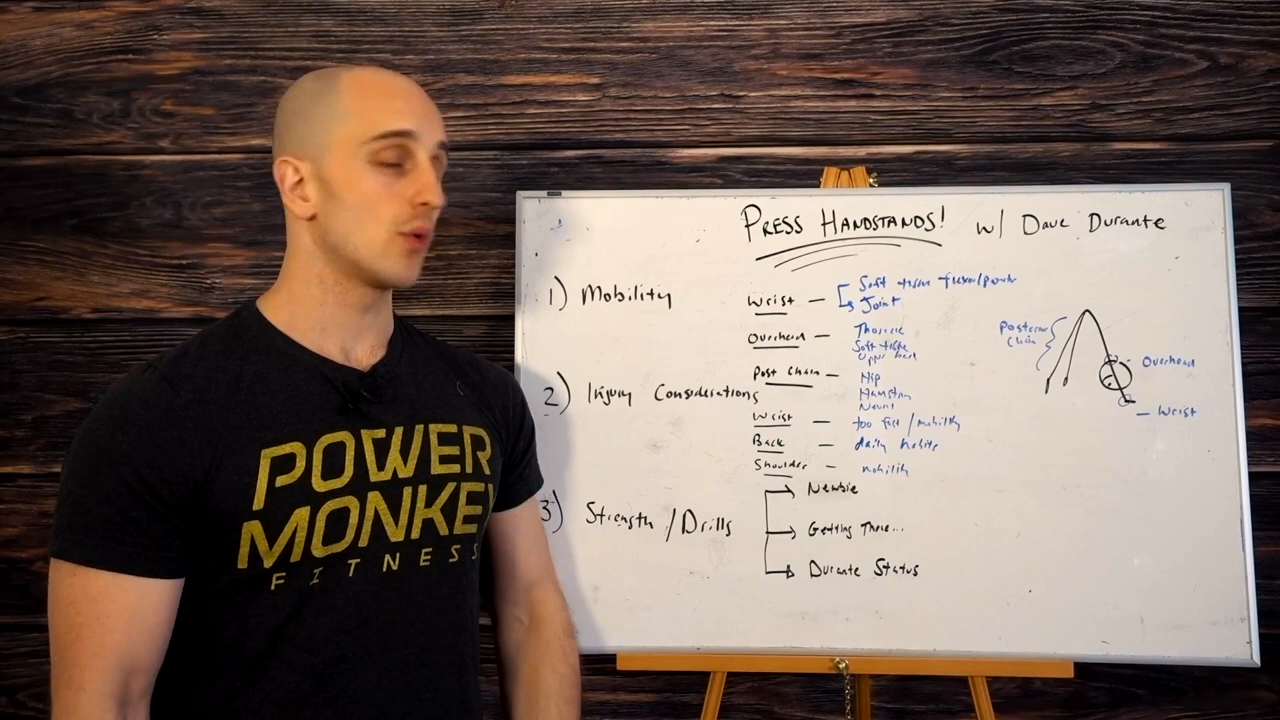 POWER
MONKEY
FITNESS
PRESS HANDSTANDS! w/ Dave Durante
1) Mobility
Wrist — Soft tissue flexor/
Joint
Overhead — Thoracic
Soft tissue
Upper back
Post Chain — Hip
Hamstring
Neural
2) Injury Considerations
Wrist — too fast / mobility
Back — daily habits
Shoulder — mobility
3) Strength / Drills
Newbie
Getting There...
Durante Status
Posterior
Chain
Overhead
Wrist